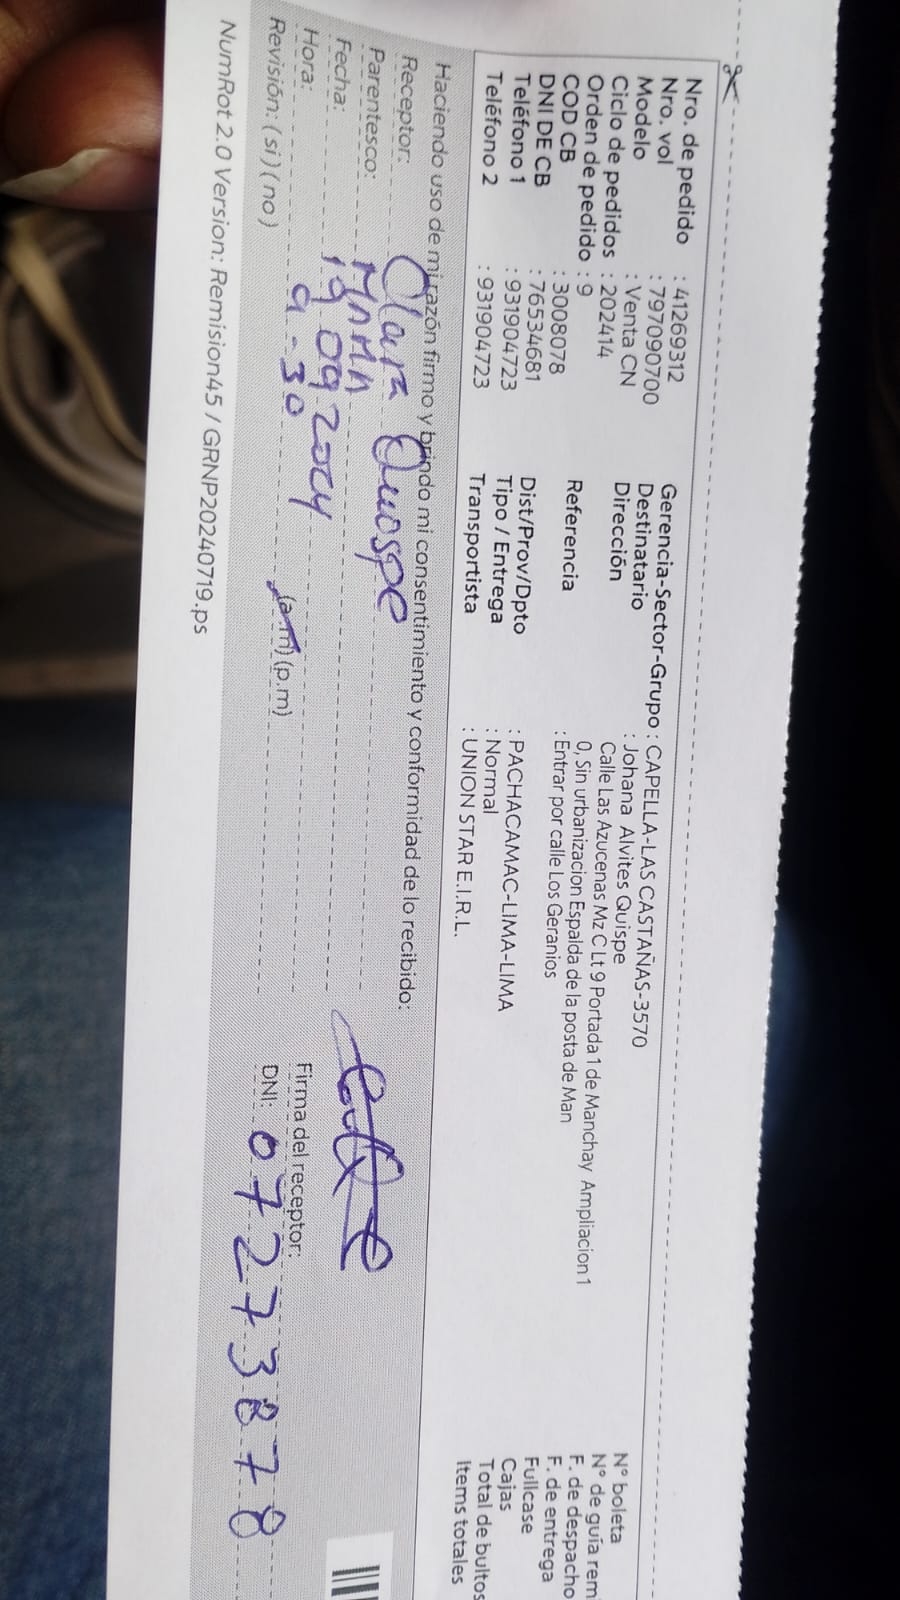 Nro. de pedido : 41269312
Nro. vol : 797090700
Modelo : Venta CN
Ciclo de pedidos : 202414
Orden de pedido : 9
COD CB : 3008078
DNI DE CB : 76534681
Teléfono 1 : 931904723
Teléfono 2 : 931904723
Gerencia-Sector-Grupo : CAPELLA-LAS CASTAÑAS-3570
Destinatario : Johana Alvites Quispe
Dirección Calle Las Azucenas Mz C Lt 9 Portada 1 de Manchay Ampliacion 1
0, Sin urbanizacion Espalda de la posta de Man
Referencia : Entrar por calle Los Geranios
Dist/Prov/Dpto : PACHACAMAC-LIMA-LIMA
Tipo / Entrega : Normal
Transportista : UNION STAR E.I.R.L.
N° boleta
N° de guía rem
F. de despacho
F. de entrega
Fullcase
Cajas
Total de bultos
Items totales
Haciendo uso de mi razón firmo y brindo mi consentimiento y conformidad de lo recibido:
Receptor: Clara Quispe
Parentesco: MAMA
Fecha: 19 09 2024
Hora: 9-30 (a.m) (p.m)
Revisión: (si) (no)
Firma del receptor:
DNI: 07273878
NumRot 2.0 Version: Remision45 / GRNP20240719.ps